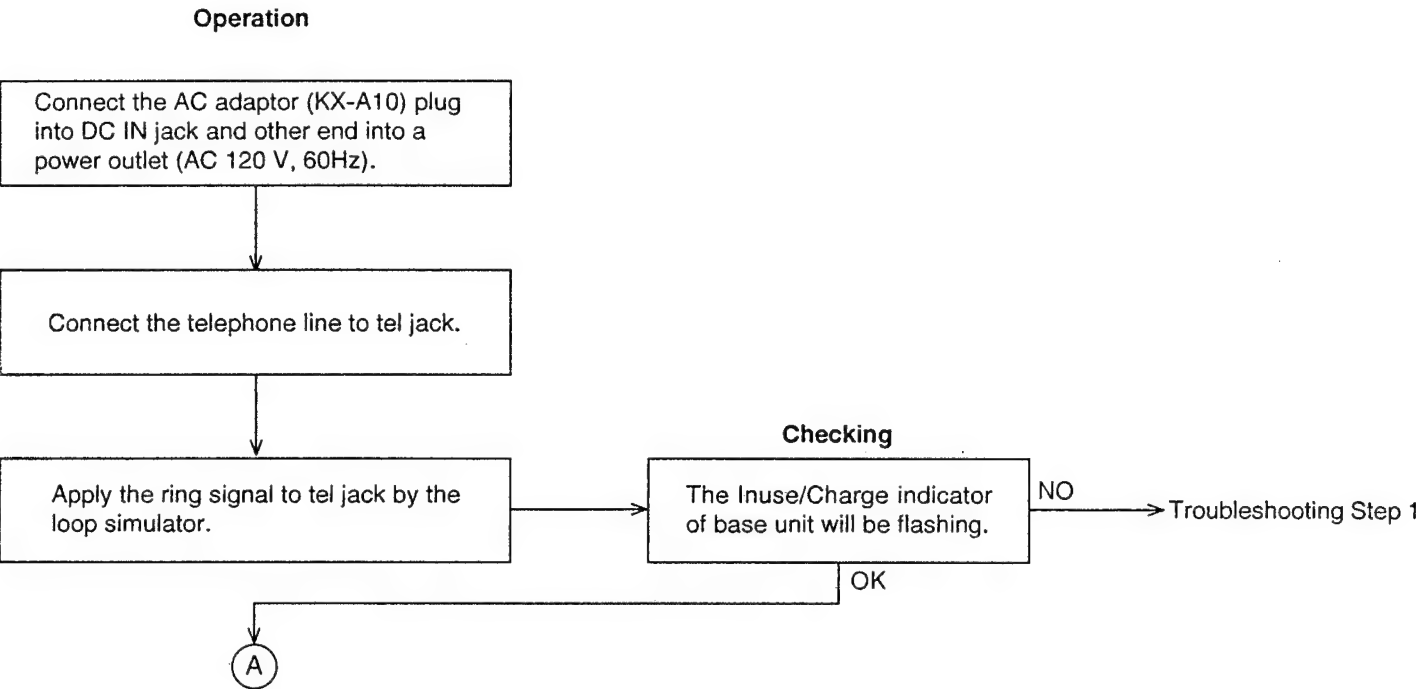 Operation
Connect the AC adaptor (KX-A10) plug
into DC IN jack and other end into a
power outlet (AC 120 V, 60Hz).
Connect the telephone line to tel jack.
Apply the ring signal to tel jack by the
loop simulator.
Checking
The Inuse/Charge indicator
of base unit will be flashing.
NO
Troubleshooting Step 1
OK
A